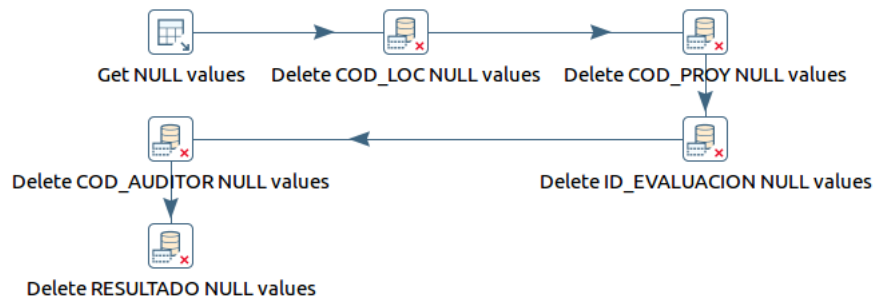 Get NULL values
Delete COD_LOC NULL values
Delete COD_PROY NULL values
Delete COD_AUDITOR NULL values
Delete ID_EVALUACION NULL values
Delete RESULTADO NULL values